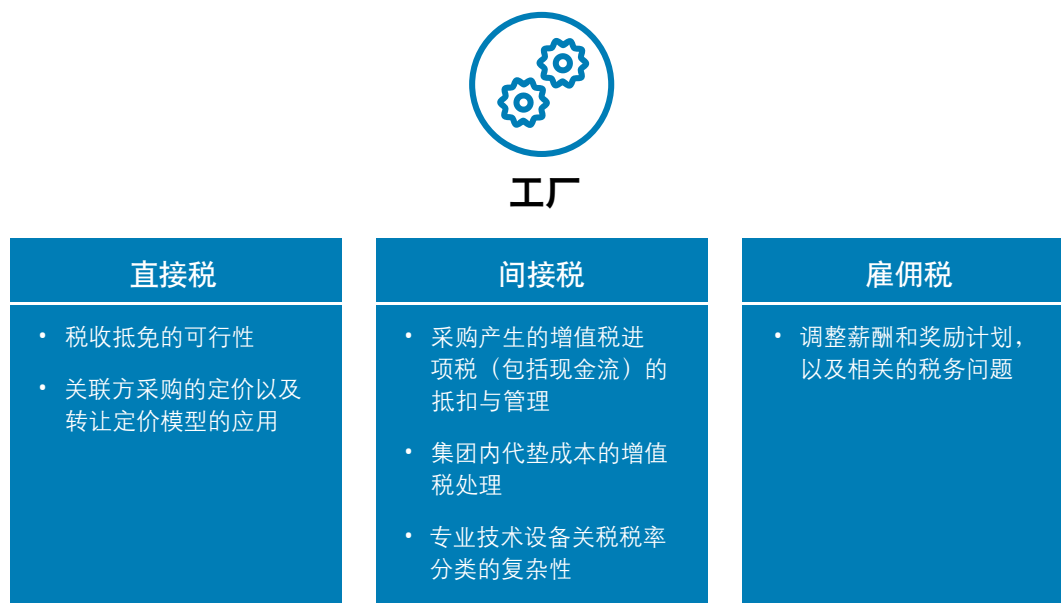 工厂
直接税
• 税收抵免的可行性
• 关联方采购的定价以及
转让定价模型的应用
间接税
• 采购产生的增值税进
项税（包括现金流）的
抵扣与管理
• 集团内代垫成本的增值
税处理
• 专业技术设备关税税率
分类的复杂性
雇佣税
• 调整薪酬和奖励计划，
以及相关的税务问题